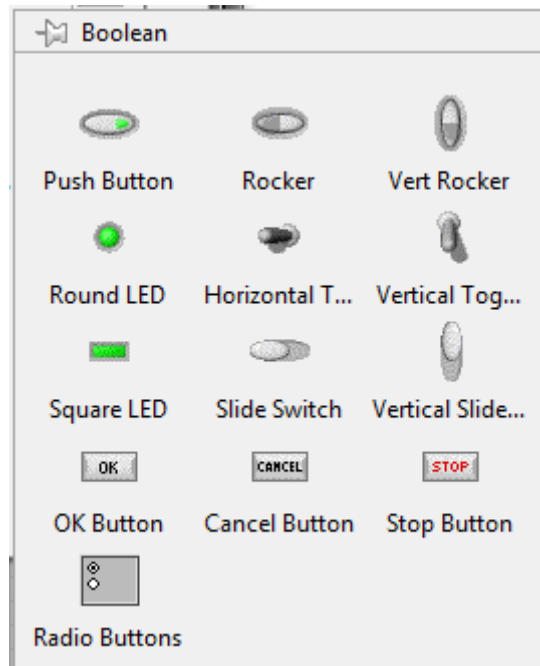 Boolean
Push Button Rocker Vert Rocker
Round LED Horizontal T... Vertical Tog...
Square LED Slide Switch Vertical Slide...
OK CANCEL STOP
OK Button Cancel Button Stop Button
Radio Buttons